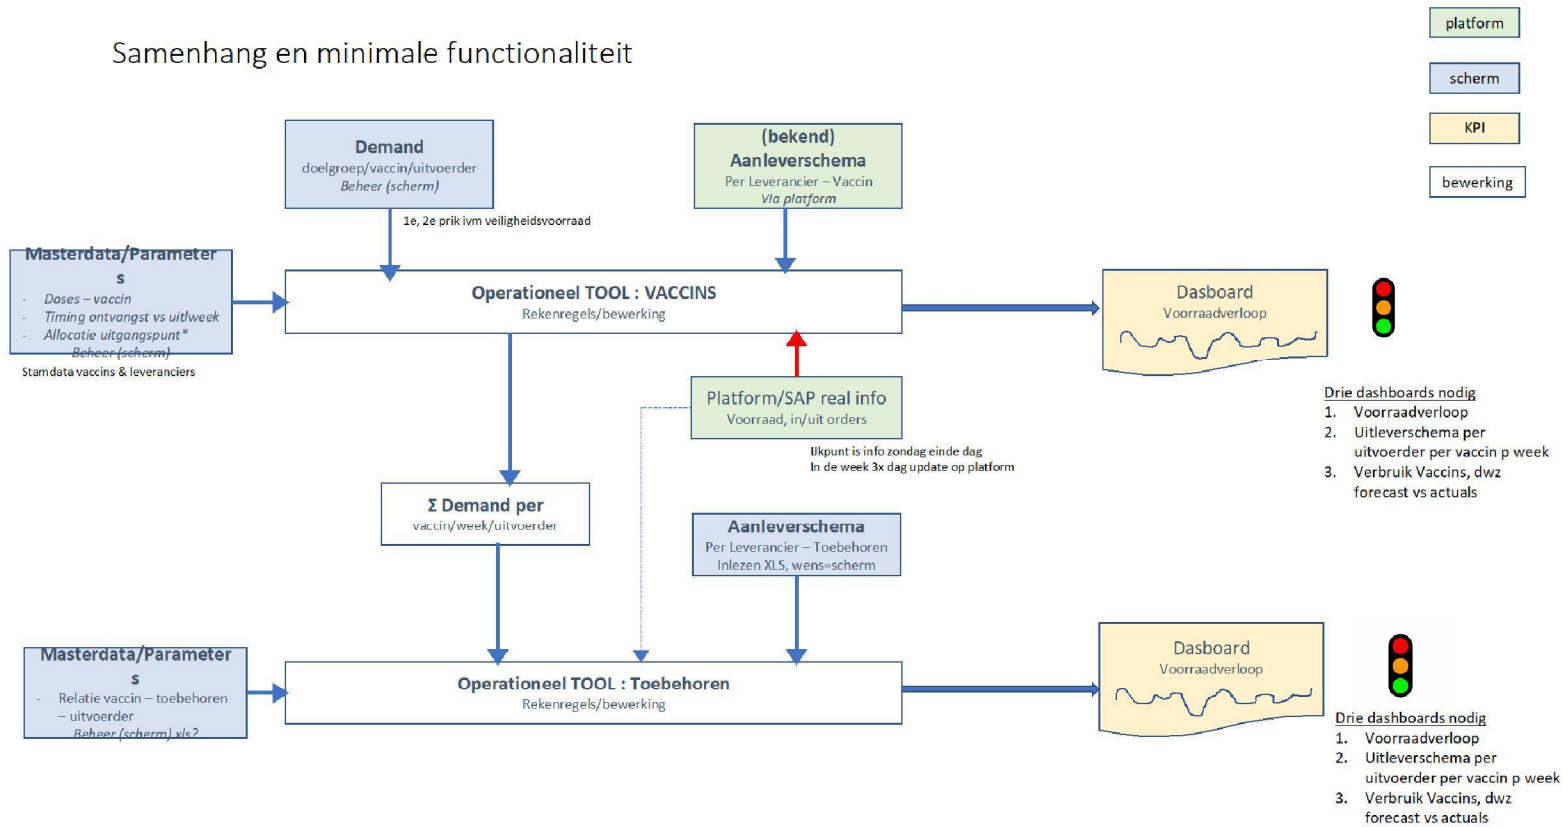 Samenhang en minimale functionaliteit
platform
scherm
KPI
bewerking
Demand
doelgroep/vaccin/uitvoerder
Beheer (scherm)
(bekend)
Aanleverschema
Per Leverancier – Vaccin
Via platform
1e, 2e prik ivm veiligheidsvoorraad
Masterdata/Parameter
s
- Doses – vaccin
- Timing ontvangst vs uitlweek
- Allocatie uitgangspunt*
Beheer (scherm)
Stamdata vaccins & leveranciers
Operationeel TOOL : VACCINS
Rekenregels/bewerking
Dasboard
Voorraadverloop
Platform/SAP real info
Voorraad, in/uit orders
IJkpunt is info zondag einde dag
In de week 3x dag update op platform
Drie dashboards nodig
1. Voorraadverloop
2. Uitleverschema per
uitvoerder per vaccin p week
3. Verbruik Vaccins, dwz
forecast vs actuals
Σ Demand per
vaccin/week/uitvoerder
Aanleverschema
Per Leverancier – Toebehoren
Inlezen XLS, wens=scherm
Masterdata/Parameter
s
- Relatie vaccin – toebehoren
– uitvoerder
Beheer (scherm) xls?
Operationeel TOOL : Toebehoren
Rekenregels/bewerking
Dasboard
Voorraadverloop
Drie dashboards nodig
1. Voorraadverloop
2. Uitleverschema per
uitvoerder per vaccin p week
3. Verbruik Vaccins, dwz
forecast vs actuals